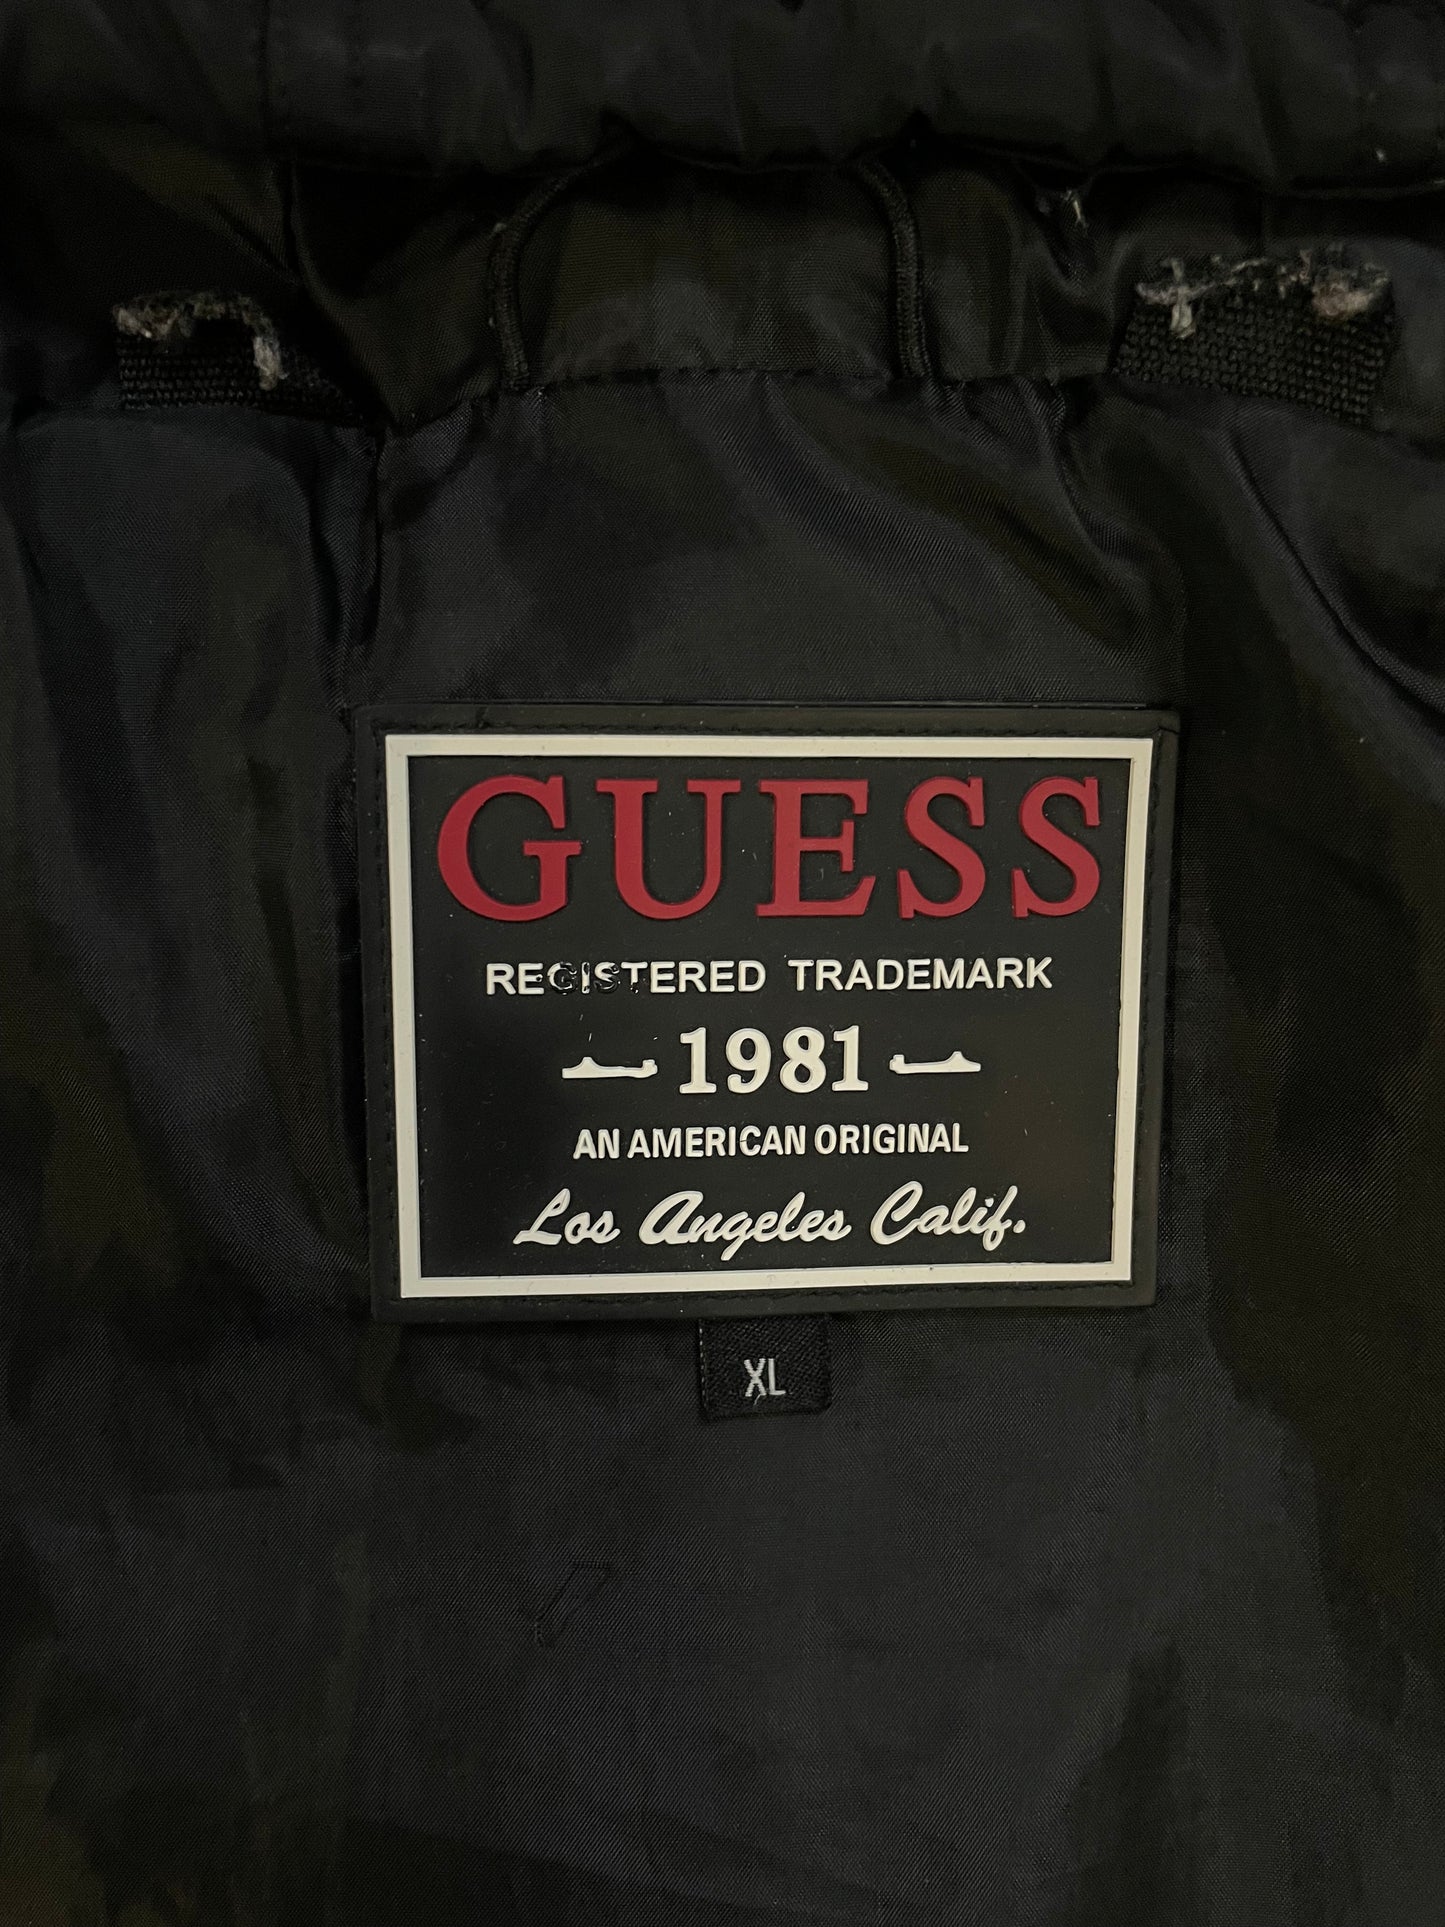 GUESS
REGISTERED TRADEMARK
1981
AN AMERICAN ORIGINAL
Los Angeles Calif.
XL